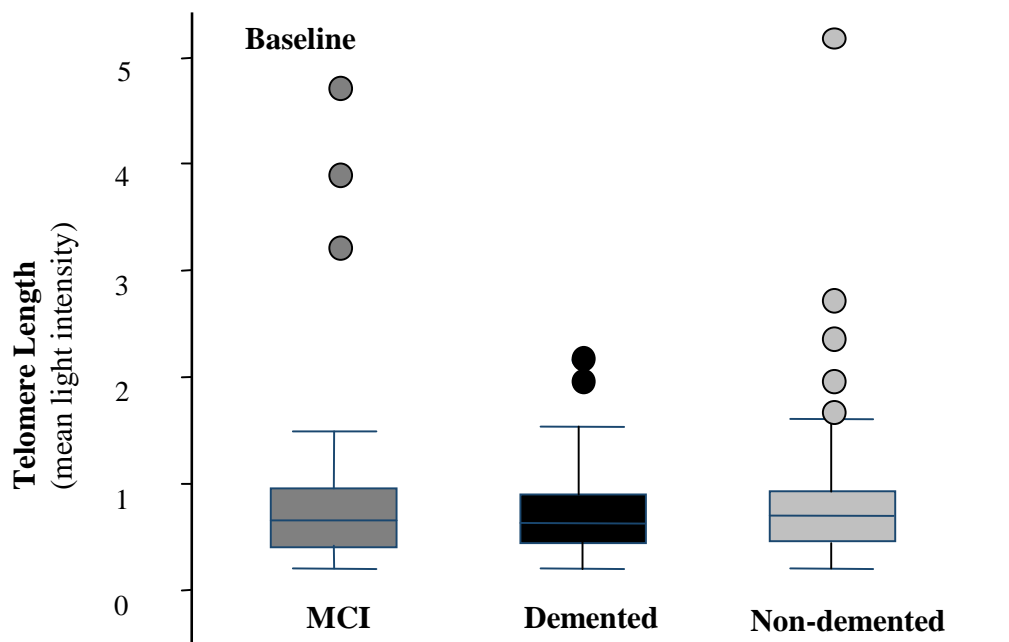 Baseline
5
4
3
2
1
0
Telomere Length
(mean light intensity)
MCI
Demented
Non-demented